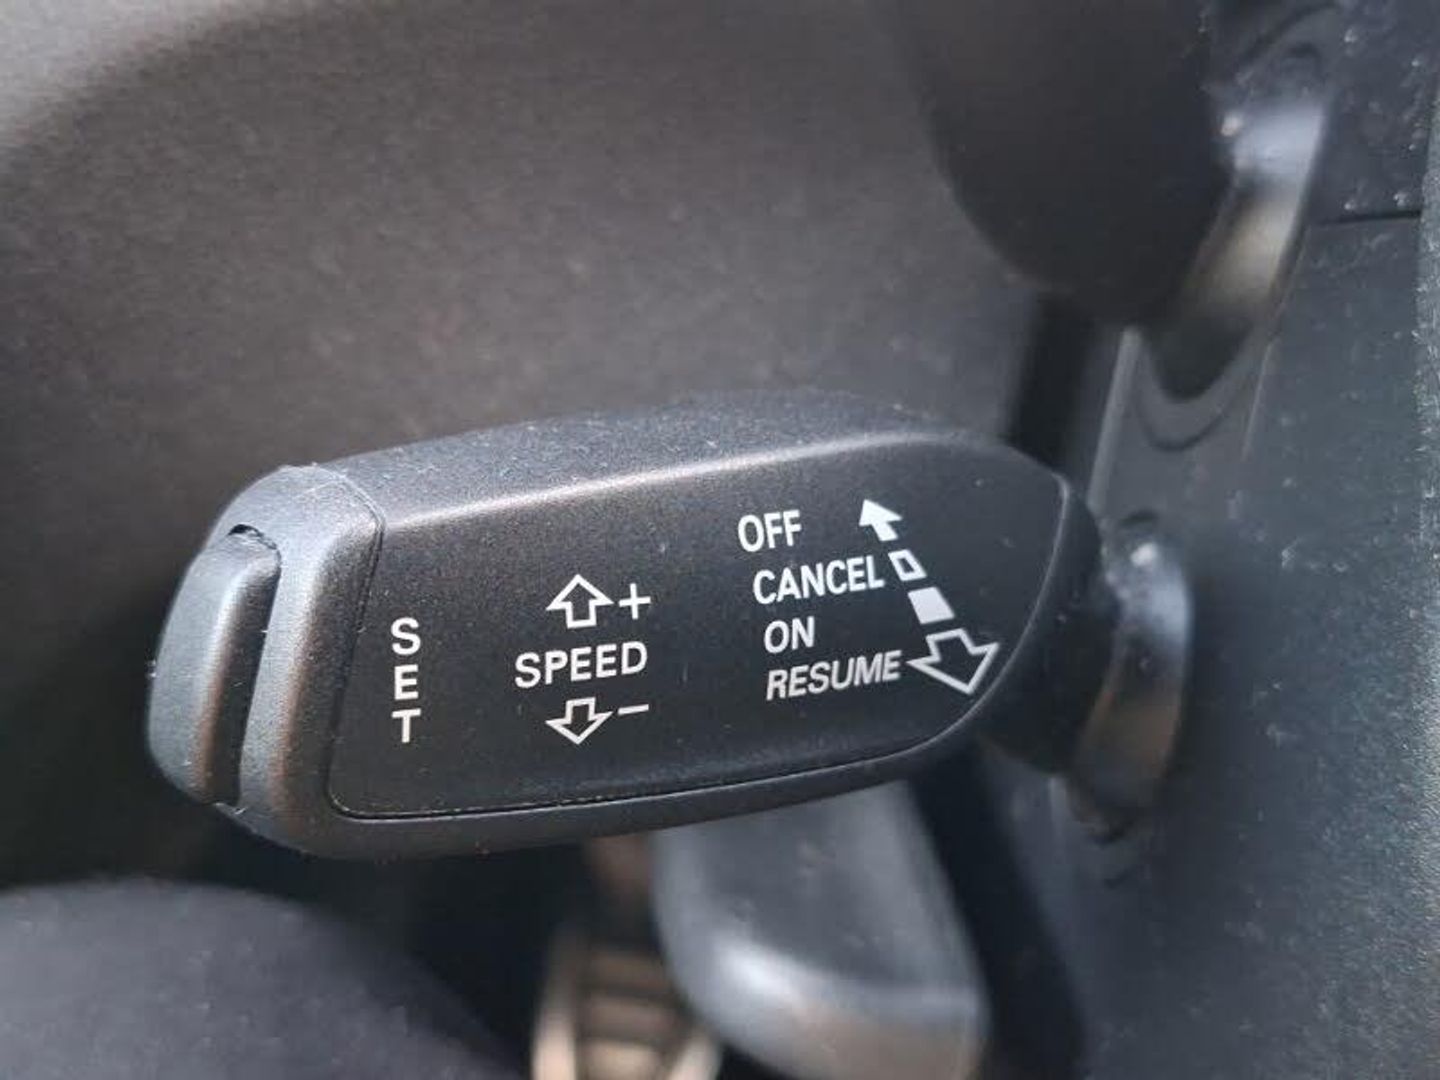 SET
+
SPEED
−
OFF
CANCEL
ON
RESUME